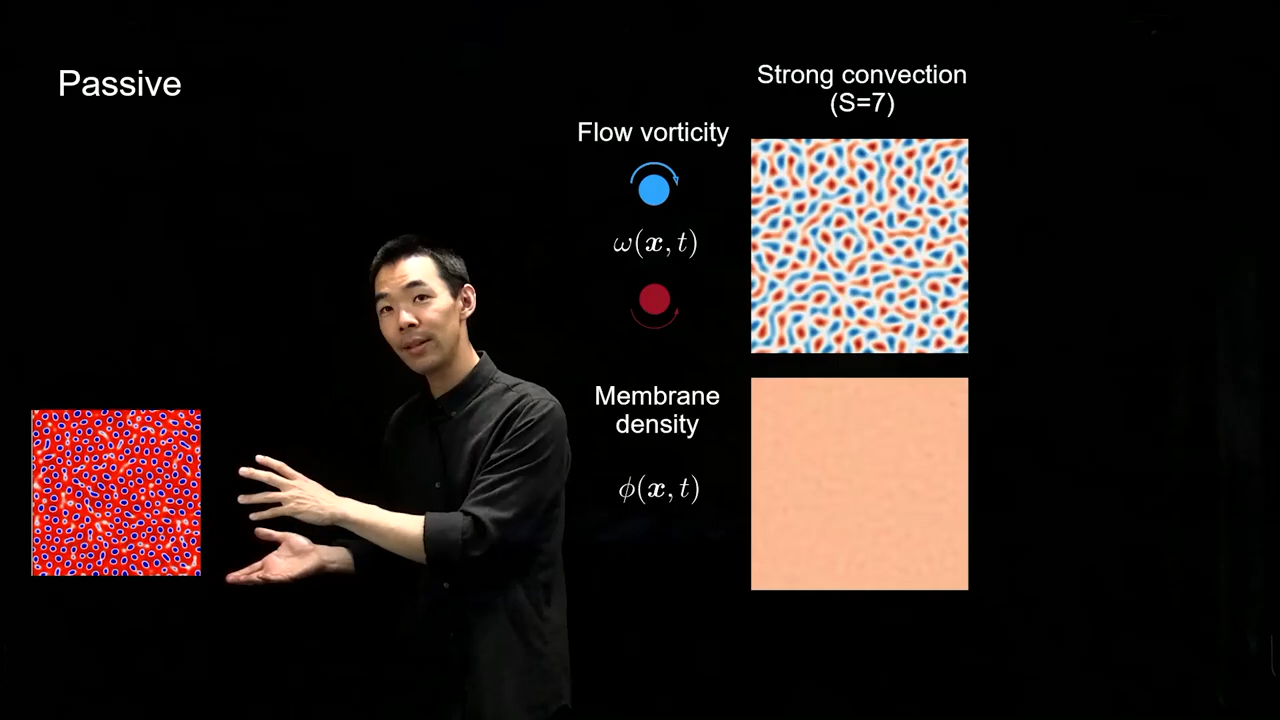 Passive
Strong convection
(S=7)
Flow vorticity
ω(x, t)
Membrane
density
ϕ(x, t)